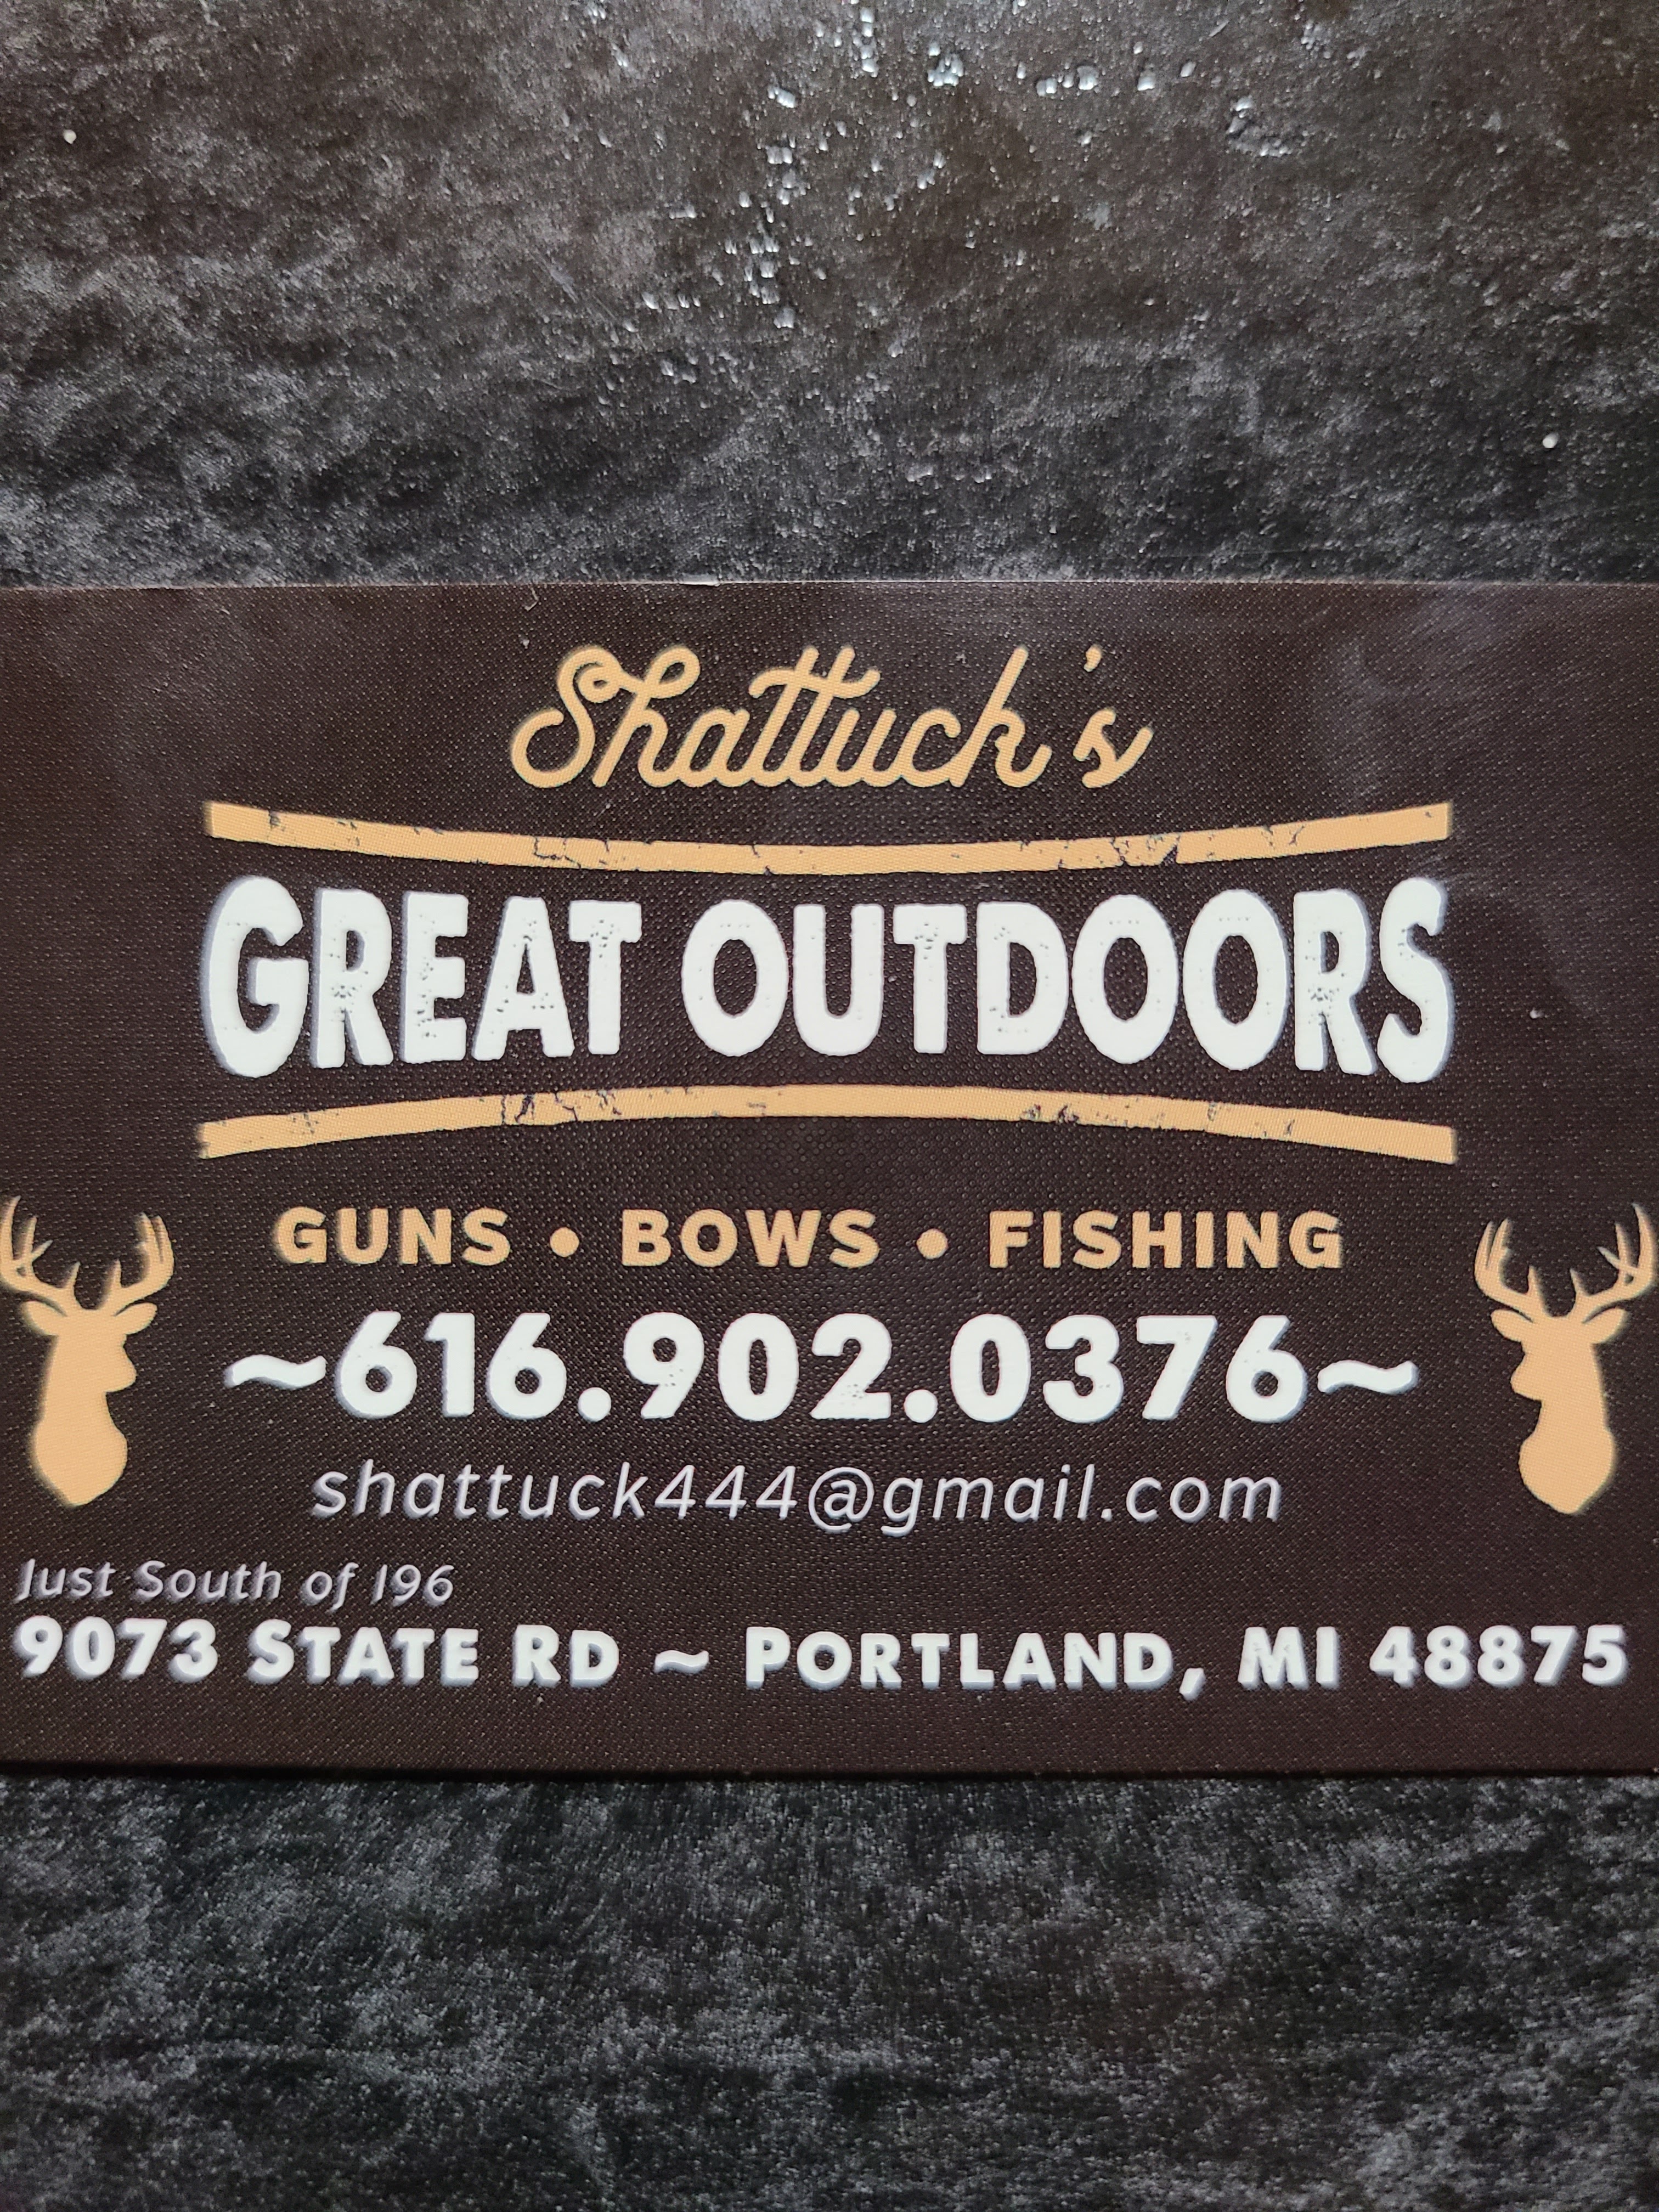 Shattuck's
GREAT OUTDOORS
GUNS • BOWS • FISHING
~616.902.0376~
shattuck444@gmail.com
Just South of I96
9073 STATE RD ~ PORTLAND, MI 48875